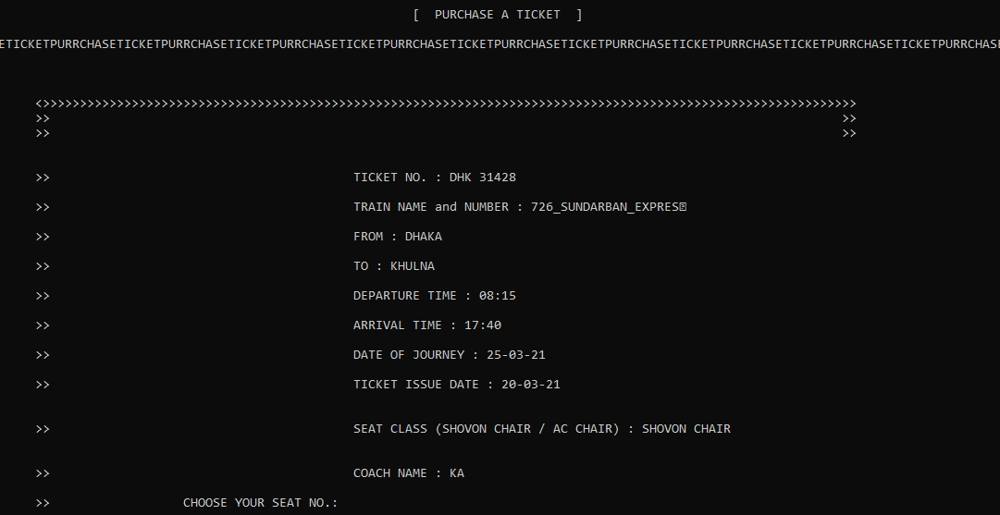 [ PURCHASE A TICKET ]
ETICKETPURRCHASETICKETPURRCHASETICKETPURRCHASETICKETPURRCHASETICKETPURRCHASETICKETPURRCHASETICKETPURRCHASETICKETPURRCHASETICKETPURRCHAS
<>>>>>>>>>>>>>>>>>>>>>>>>>>>>>>>>>>>>>>>>>>>>>>>>>>>>>>>>>>>>>>>>>>>>>>>>>>>>>>>>>>>>>>>>>>>>>>>>>>>>>>>>>>>>>
>> >>
>> >>
>> TICKET NO. : DHK 31428
>> TRAIN NAME and NUMBER : 726_SUNDARBAN_EXPRES
>> FROM : DHAKA
>> TO : KHULNA
>> DEPARTURE TIME : 08:15
>> ARRIVAL TIME : 17:40
>> DATE OF JOURNEY : 25-03-21
>> TICKET ISSUE DATE : 20-03-21
>> SEAT CLASS (SHOVON CHAIR / AC CHAIR) : SHOVON CHAIR
>> COACH NAME : KA
>> CHOOSE YOUR SEAT NO.: